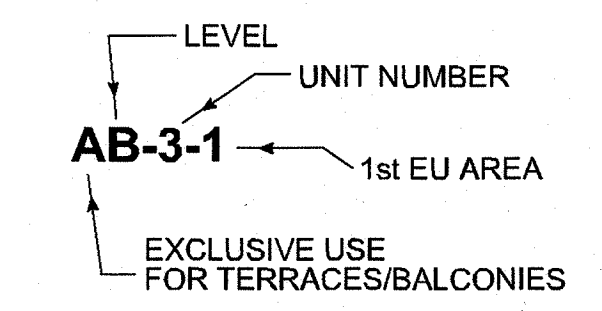 LEVEL
UNIT NUMBER
AB-3-1
1st EU AREA
EXCLUSIVE USE
FOR TERRACES/BALCONIES